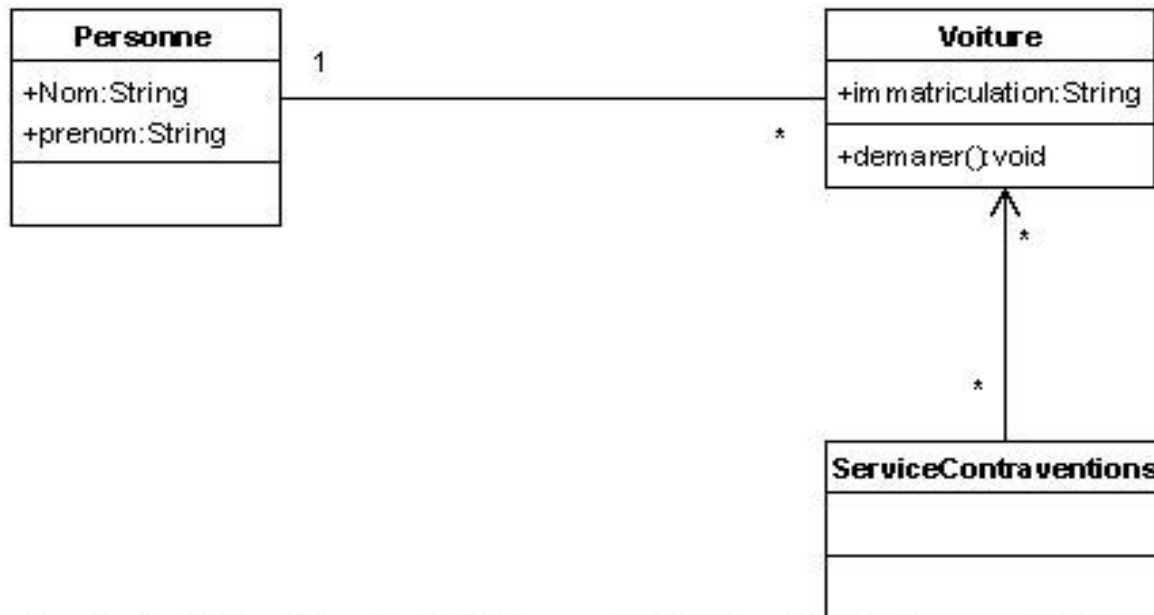 Personne
+Nom:String
+prenom:String
1
*
Voiture
+immatriculation:String
+demarer():void
*
*
ServiceContraventions